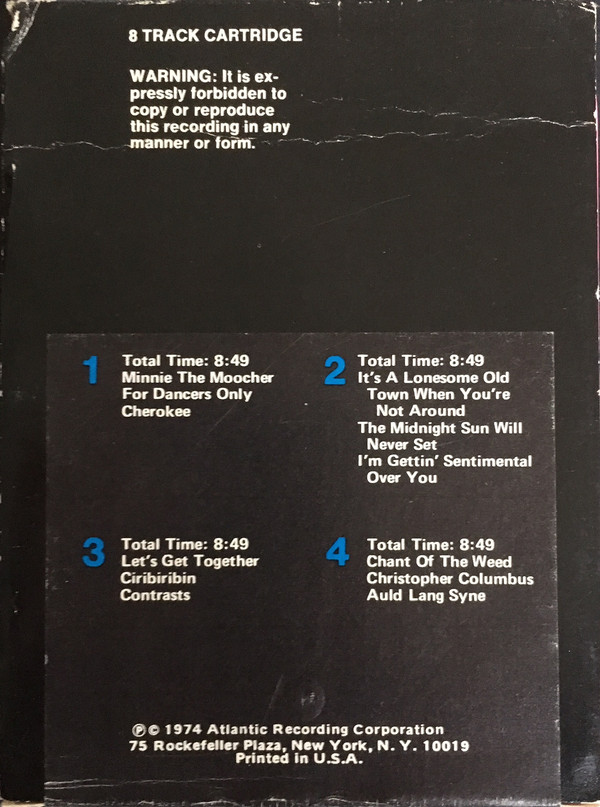 8 TRACK CARTRIDGE
WARNING: It is ex-
pressly forbidden to
copy or reproduce
this recording in any
manner or form.
1
Total Time: 8:49
Minnie The Moocher
For Dancers Only
Cherokee
2
Total Time: 8:49
It's A Lonesome Old
Town When You're
Not Around
The Midnight Sun Will
Never Set
I'm Gettin' Sentimental
Over You
3
Total Time: 8:49
Let's Get Together
Ciribiribin
Contrasts
4
Total Time: 8:49
Chant Of The Weed
Christopher Columbus
Auld Lang Syne
℗© 1974 Atlantic Recording Corporation
75 Rockefeller Plaza, New York, N. Y. 10019
Printed in U.S.A.